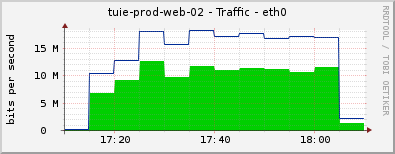 tuie-prod-web-02 - Traffic - eth0
RRDTOOL / TOBI OETIKER
bits per second
15 M
10 M
5 M
0
17:20
17:40
18:00